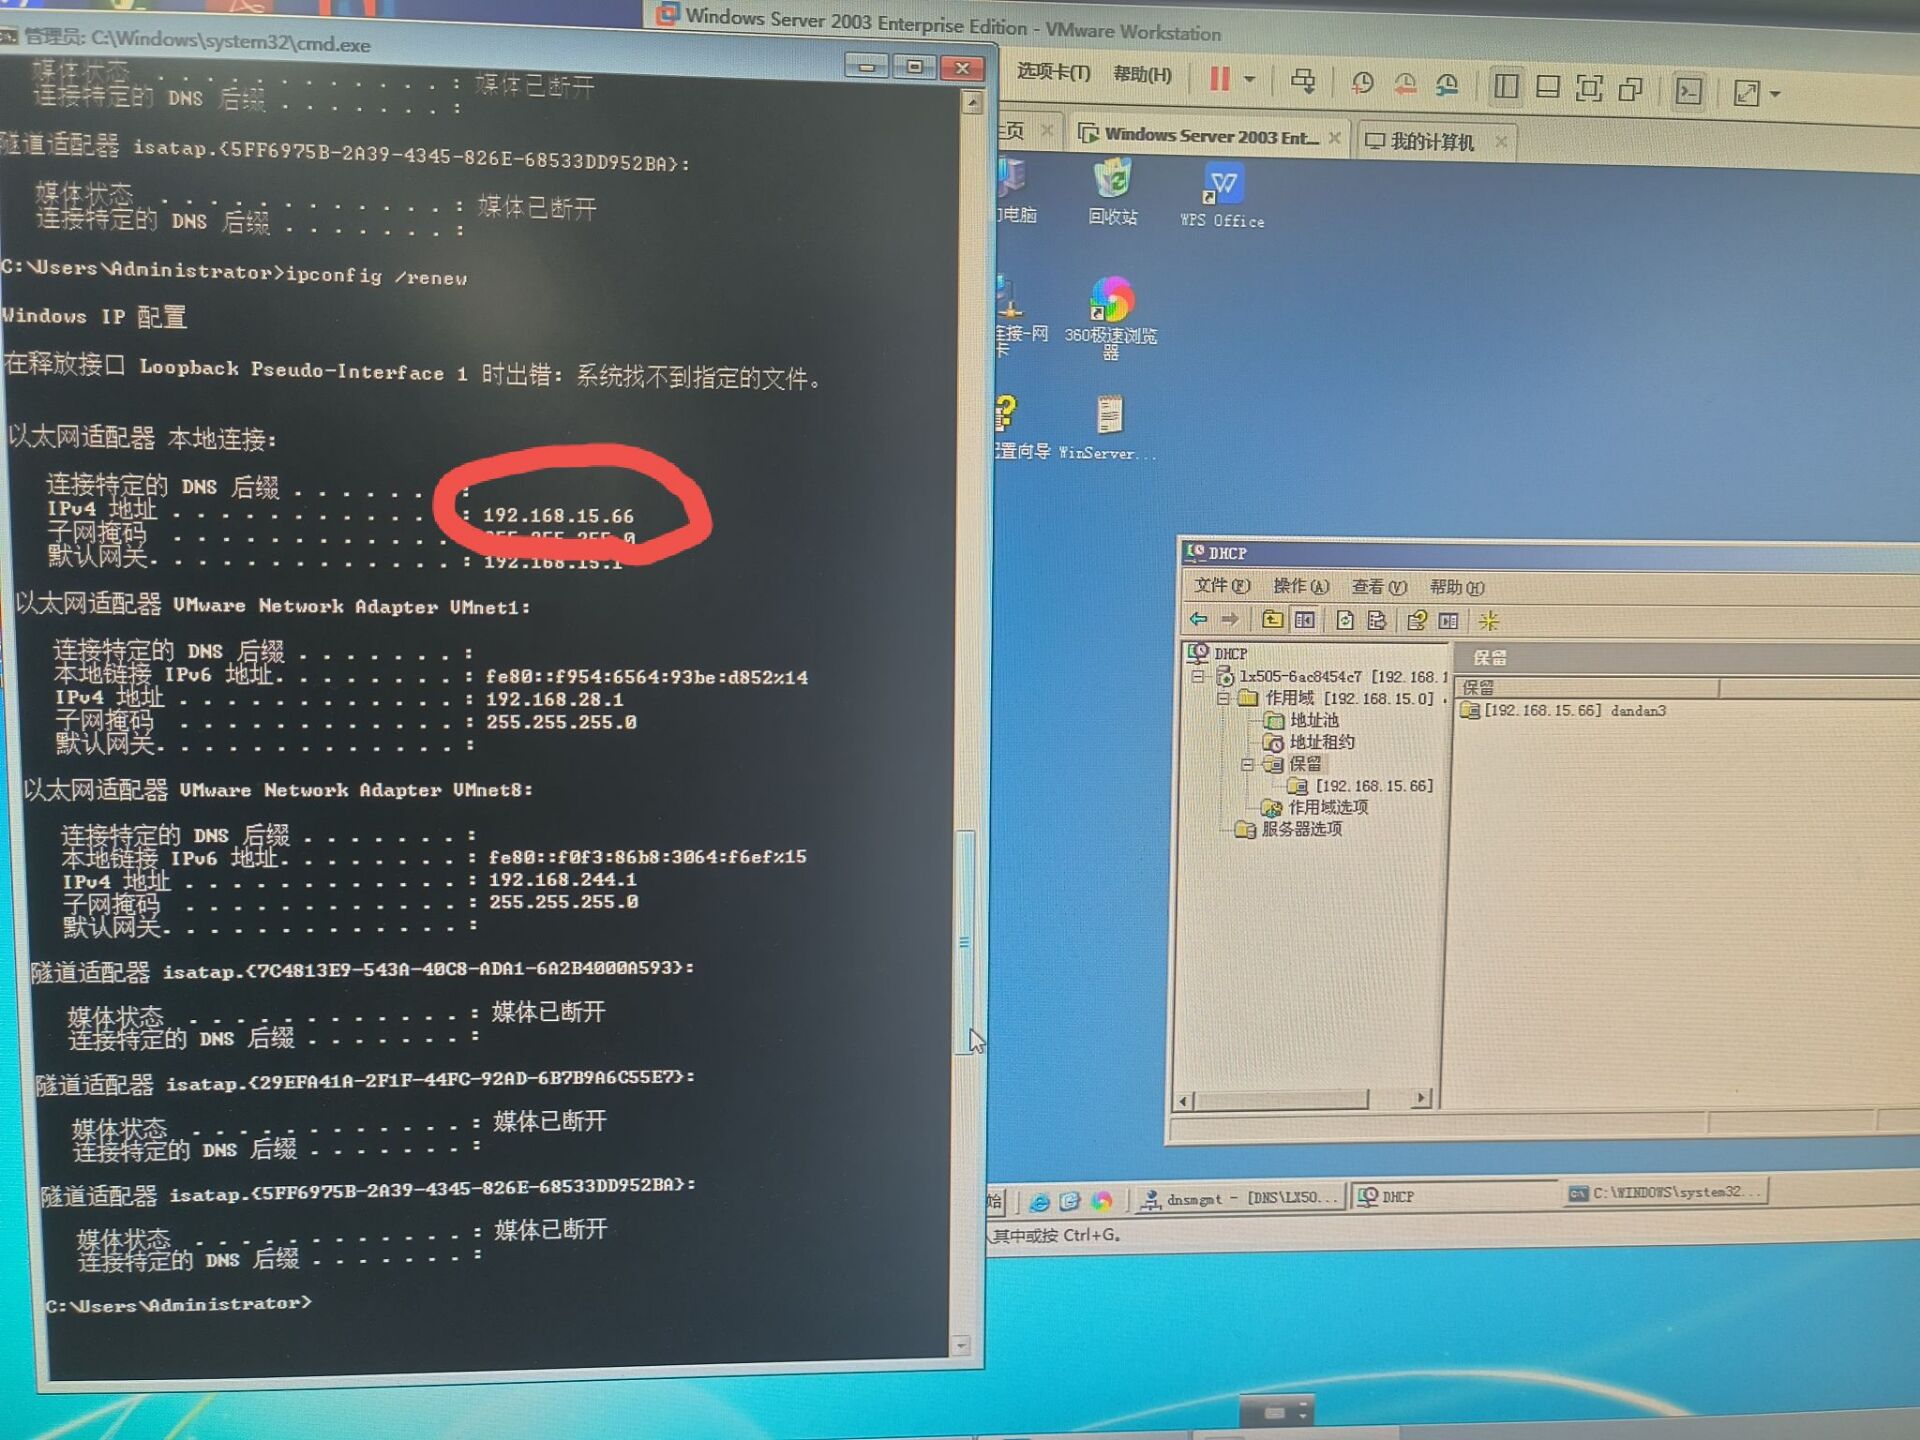 管理员: C:\Windows\system32\cmd.exe
媒体状态 . . . . . . . . . . . . : 媒体已断开
连接特定的 DNS 后缀 . . . . . . . :
隧道适配器 isatap.{5FF6975B-2A39-4345-826E-68533DD952BA}:
媒体状态 . . . . . . . . . . . . : 媒体已断开
连接特定的 DNS 后缀 . . . . . . . :
C:\Users\Administrator>ipconfig /renew
Windows IP 配置
在释放接口 Loopback Pseudo-Interface 1 时出错: 系统找不到指定的文件。
以太网适配器 本地连接:
连接特定的 DNS 后缀 . . . . . . . :
IPv4 地址 . . . . . . . . . . . . : 192.168.15.66
子网掩码 . . . . . . . . . . . . : 255.255.255.0
默认网关. . . . . . . . . . . . . : 192.168.15.1
以太网适配器 VMware Network Adapter VMnet1:
连接特定的 DNS 后缀 . . . . . . . :
本地链接 IPv6 地址. . . . . . . . : fe80::f954:6564:93be:d852%14
IPv4 地址 . . . . . . . . . . . . : 192.168.28.1
子网掩码 . . . . . . . . . . . . : 255.255.255.0
默认网关. . . . . . . . . . . . . :
以太网适配器 VMware Network Adapter VMnet8:
连接特定的 DNS 后缀 . . . . . . . :
本地链接 IPv6 地址. . . . . . . . : fe80::f0f3:86b8:3064:f6ef%15
IPv4 地址 . . . . . . . . . . . . : 192.168.244.1
子网掩码 . . . . . . . . . . . . : 255.255.255.0
默认网关. . . . . . . . . . . . . :
隧道适配器 isatap.{7C4813E9-543A-40C8-ADA1-6A2B4000A593}:
媒体状态 . . . . . . . . . . . . : 媒体已断开
连接特定的 DNS 后缀 . . . . . . . :
隧道适配器 isatap.{29EFA41A-2F1F-44FC-92AD-6B7B9A6C55E7}:
媒体状态 . . . . . . . . . . . . : 媒体已断开
连接特定的 DNS 后缀 . . . . . . . :
隧道适配器 isatap.{5FF6975B-2A39-4345-826E-68533DD952BA}:
媒体状态 . . . . . . . . . . . . : 媒体已断开
连接特定的 DNS 后缀 . . . . . . . :
C:\Users\Administrator>
Windows Server 2003 Enterprise Edition - VMware Workstation
选项卡(T) 帮助(H)
主页 Windows Server 2003 Ent... 我的计算机
电脑 回收站 WPS Office
连接-网卡
360极速浏览器
配置向导 WinServer...
DHCP
文件(F) 操作(A) 查看(V) 帮助(H)
DHCP
lx505-6ac8454c7 [192.168.1
作用域 [192.168.15.0]
地址池
地址租约
保留
[192.168.15.66]
作用域选项
服务器选项
保留
保留
[192.168.15.66] dandan3
始 dnsmgmt - [DNS\LX50... DHCP C:\WINDOWS\system32...
其中或按 Ctrl+G。